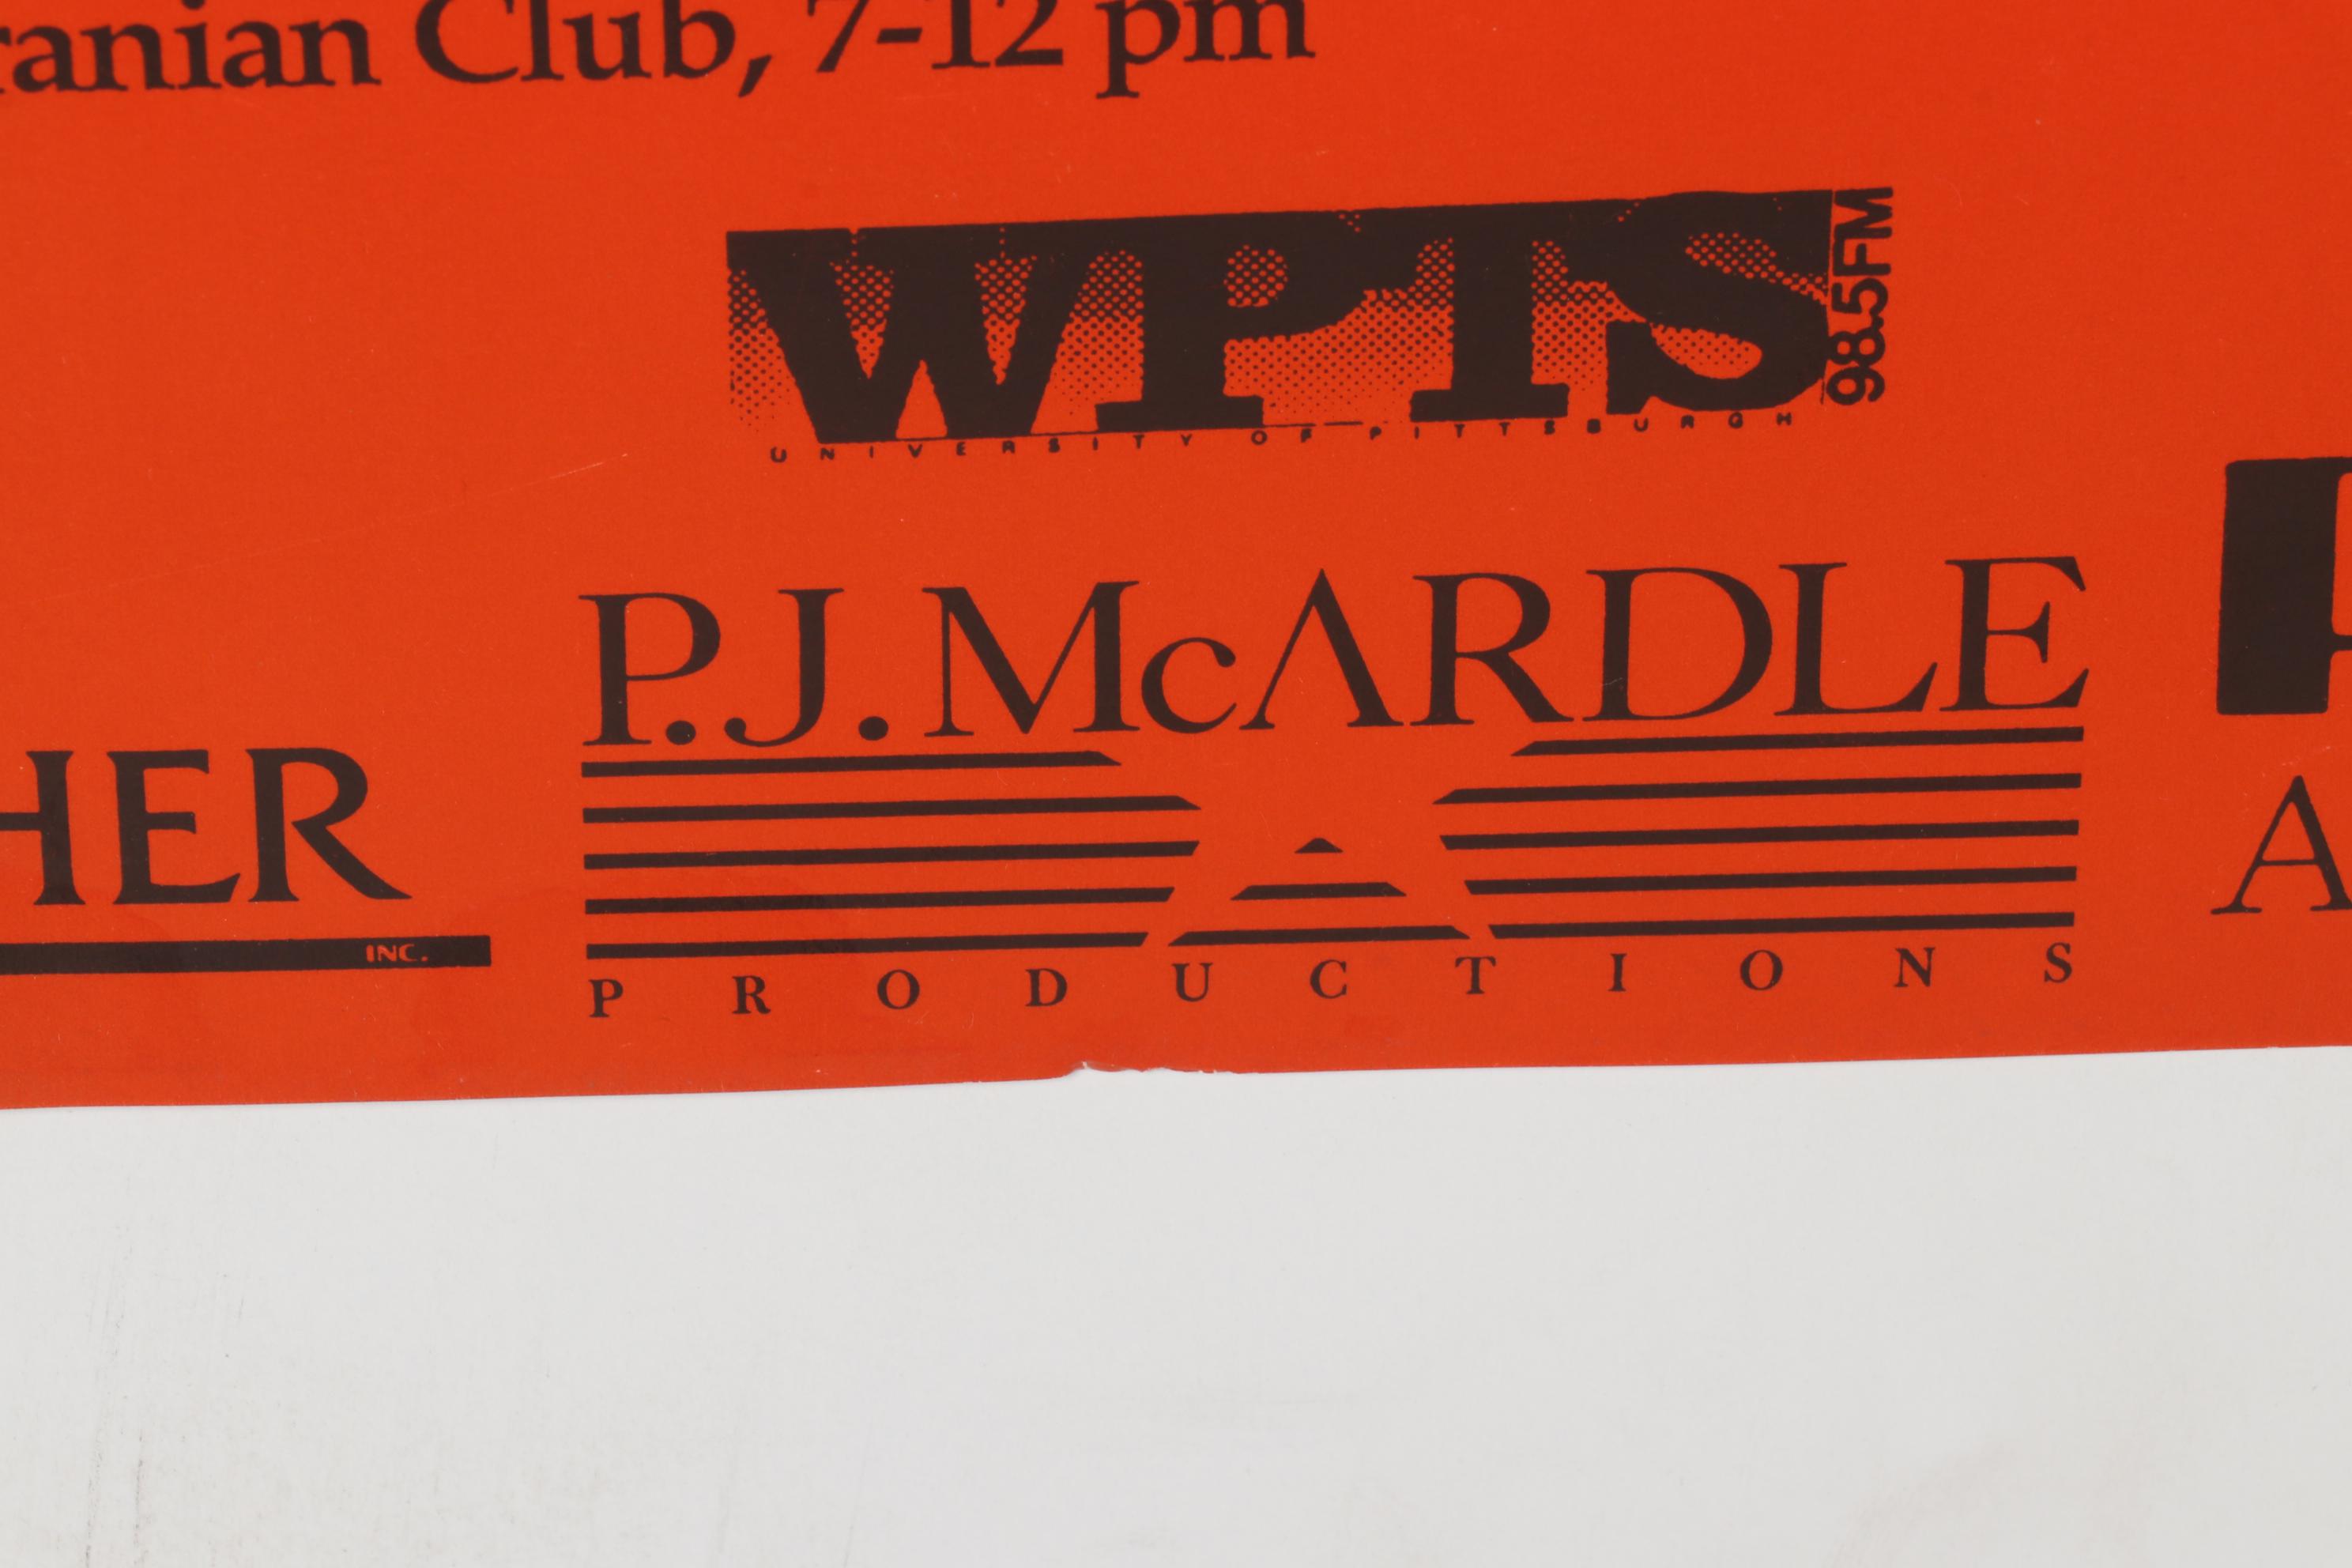 ranian Club, 7-12 pm
WPTS
98.5FM
UNIVERSITY OF PITTSBURGH
P.J. McARDLE
PRODUCTIONS
HER
INC.
A